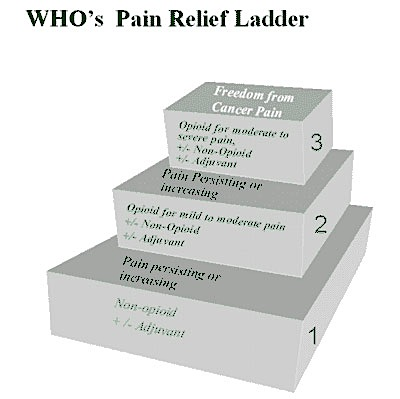 WHO's Pain Relief Ladder
Freedom from
Cancer Pain
Opioid for moderate to
severe pain,
+/- Non-Opioid
+/- Adjuvant
3
Pain Persisting or
increasing
Opioid for mild to moderate pain
+/- Non-Opioid
+/- Adjuvant
2
Pain persisting or
increasing
Non-opioid
+/- Adjuvant
1